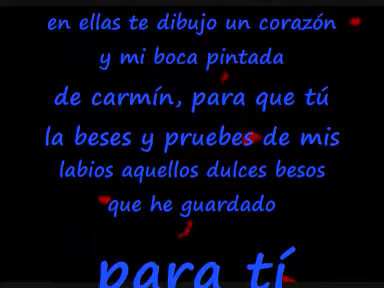 en ellas te dibujo un corazón
y mi boca pintada
de carmín, para que tú
la beses y pruebes de mis
labios aquellos dulces besos
que he guardado
para tí